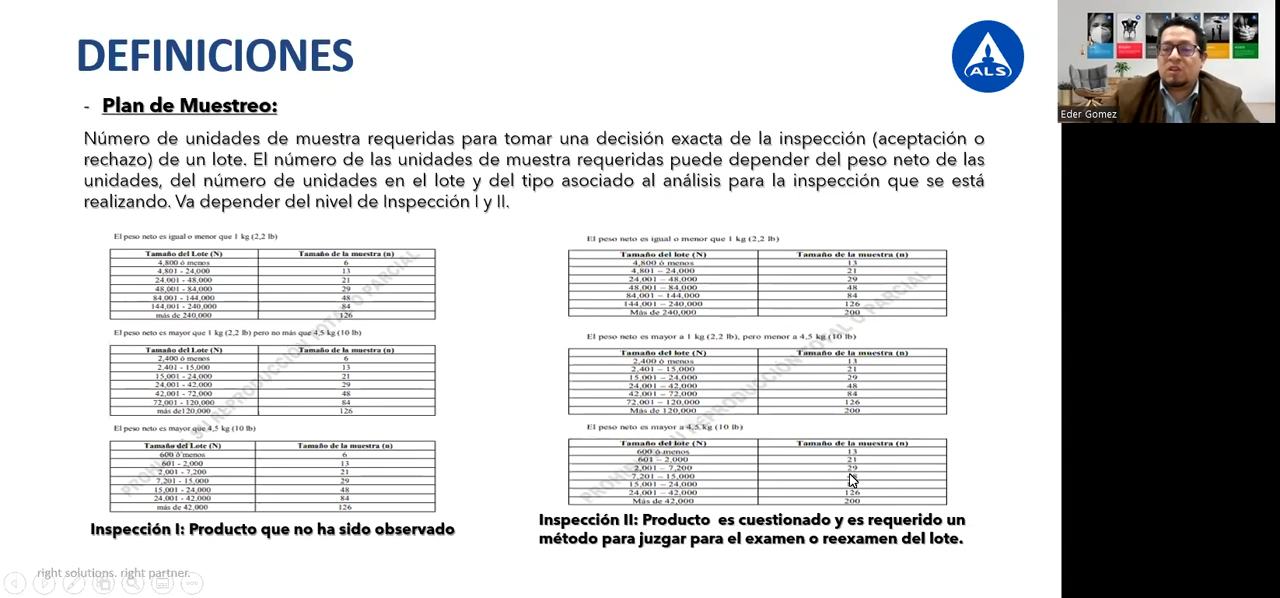 DEFINICIONES
ALS
Eder Gomez
- Plan de Muestreo:
Número de unidades de muestra requeridas para tomar una decisión exacta de la inspección (aceptación o
rechazo) de un lote. El número de las unidades de muestra requeridas puede depender del peso neto de las
unidades, del número de unidades en el lote y del tipo asociado al análisis para la inspección que se está
realizando. Va depender del nivel de Inspección I y II.
El peso neto es igual o menor que 1 kg (2,2 lb)
Tamaño del Lote (N) Tamaño de la muestra (n)
4,800 ó menos 6
4,801 - 24,000 13
24,001 - 48,000 21
48,001 - 84,000 29
84,001 - 144,000 48
144,001 - 240,000 84
más de 240,000 126
El peso neto es mayor que 1 kg (2,2 lb) pero no más que 4,5 kg (10 lb)
Tamaño del Lote (N) Tamaño de la muestra (n)
2,400 ó menos 6
2,401 - 15,000 13
15,001 - 24,000 21
24,001 - 42,000 29
42,001 - 72,000 48
72,001 - 120,000 84
más de120,000 126
El peso neto es mayor que 4,5 kg (10 lb)
Tamaño del Lote (N) Tamaño de la muestra (n)
600 ó menos 6
601 - 2,000 13
2,001 - 7,200 21
7,201 - 15,000 29
15,001 - 24,000 48
24,001 - 42,000 84
más de 42,000 126
Inspección I: Producto que no ha sido observado
El peso neto es igual o menor que 1 kg (2,2 lb)
Tamaño del lote (N) Tamaño de la muestra (n)
4,800 ó menos 13
4,801 – 24,000 21
24,001 – 48,000 29
48,001 – 84,000 48
84,001 – 144,000 84
144,001 – 240,000 126
Más de 240,000 200
El peso neto es mayor a 1 kg (2,2 lb), pero menor a 4,5 kg (10 lb)
Tamaño del lote (N) Tamaño de la muestra (n)
2,400 ó menos 13
2,401 – 15,000 21
15,001 – 24,000 29
24,001 – 42,000 48
42,001 – 72,000 84
72,001 – 120,000 126
Más de 120,000 200
El peso neto es mayor a 4,5 kg (10 lb)
Tamaño del lote (N) Tamaño de la muestra (n)
600 ó menos 13
601 – 2,000 21
2,001 – 7,200 29
7,201 – 15,000
15,001 – 24,000
24,001 – 42,000 126
Más de 42,000 200
Inspección II: Producto es cuestionado y es requerido un
método para juzgar para el examen o reexamen del lote.
right solutions. right partner.